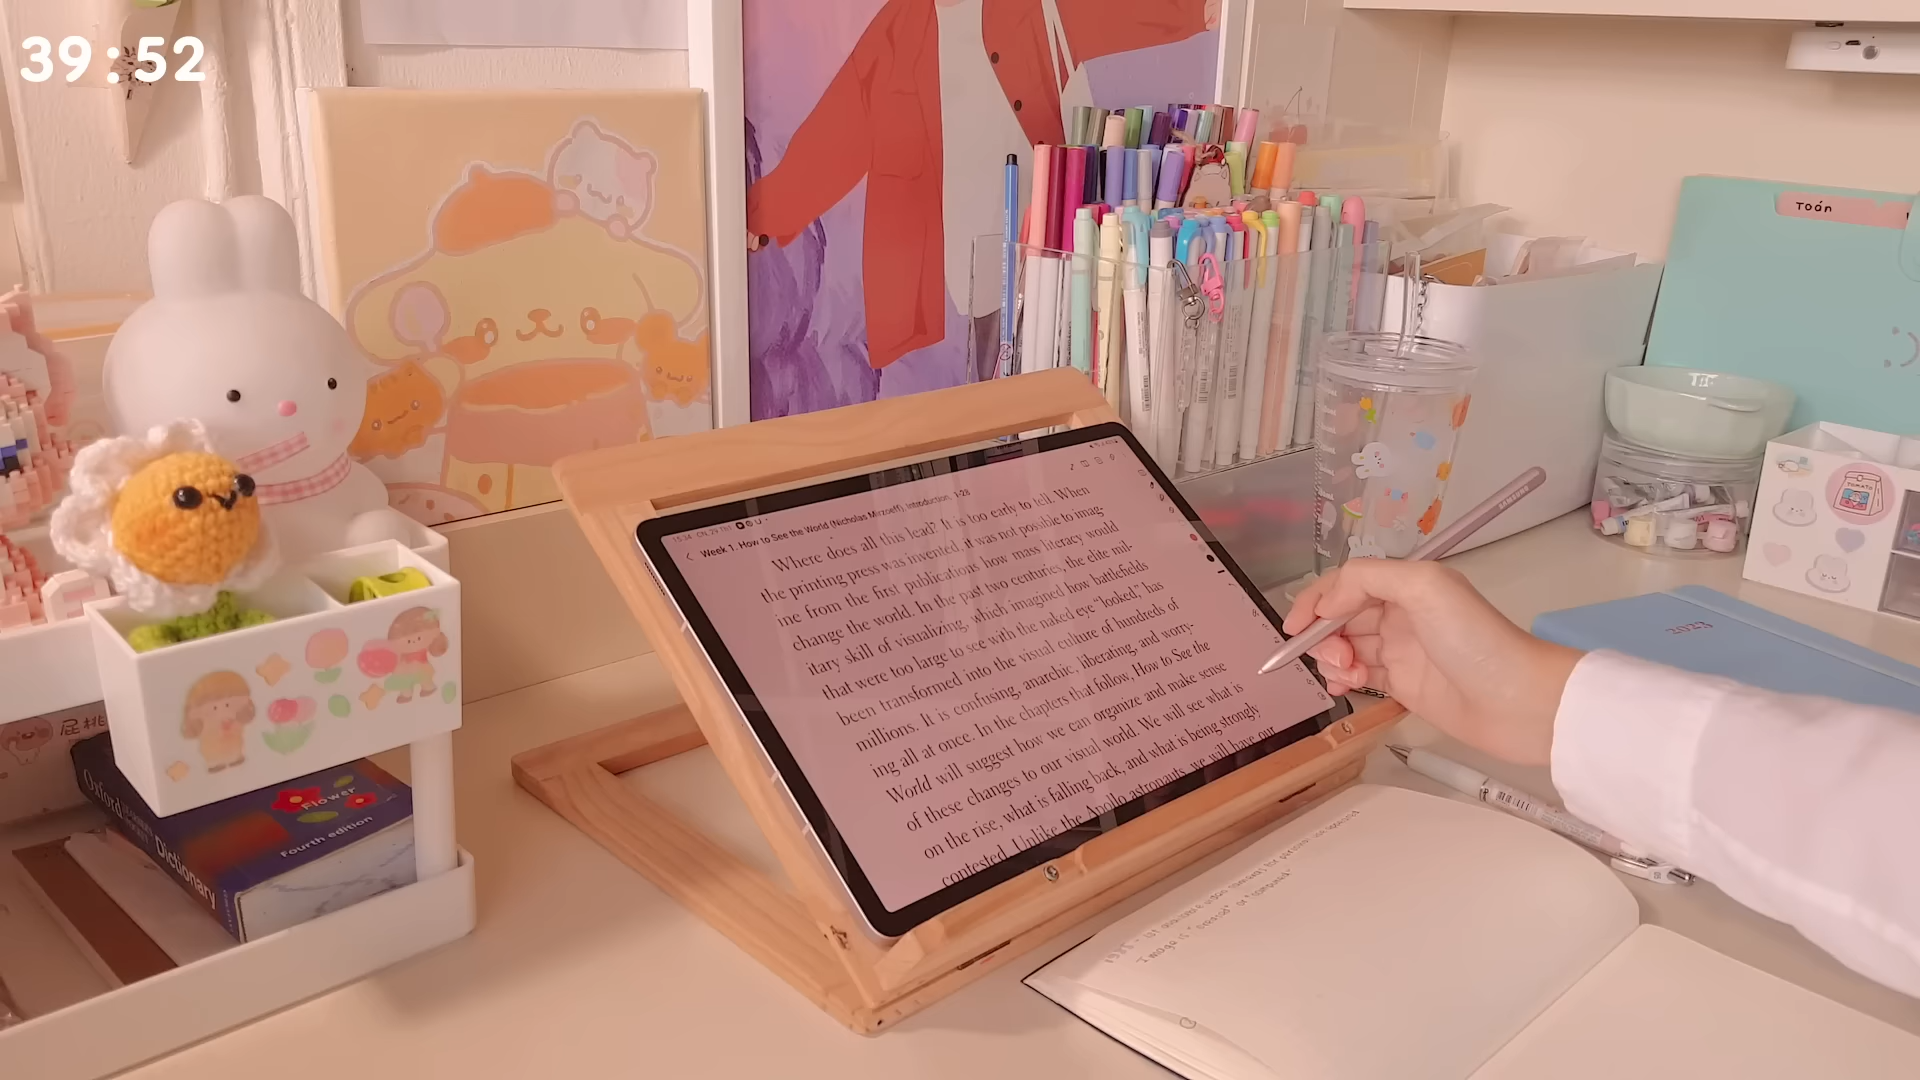 39:52
Toán
SAMSUNG
2023
TOMATO
Week 1. How to See the World (Nicholas Mirzoeff), Introduction, 1-28
Where does all this lead? It is too early to tell. When
the printing press was invented, it was not possible to imag-
ine from the first publications how mass literacy would
change the world. In the past two centuries, the elite mil-
itary skill of visualizing, which imagined how battlefields
that were too large to see with the naked eye "looked," has
been transformed into the visual culture of hundreds of
millions. It is confusing, anarchic, liberating, and worry-
ing all at once. In the chapters that follow, How to See the
World will suggest how we can organize and make sense
of these changes to our visual world. We will see what is
on the rise, what is falling back, and what is being strongly
contested. Unlike the Apollo astronauts, we will have our
Oxford
Dictionary
Flower
Fourth edition
Image is